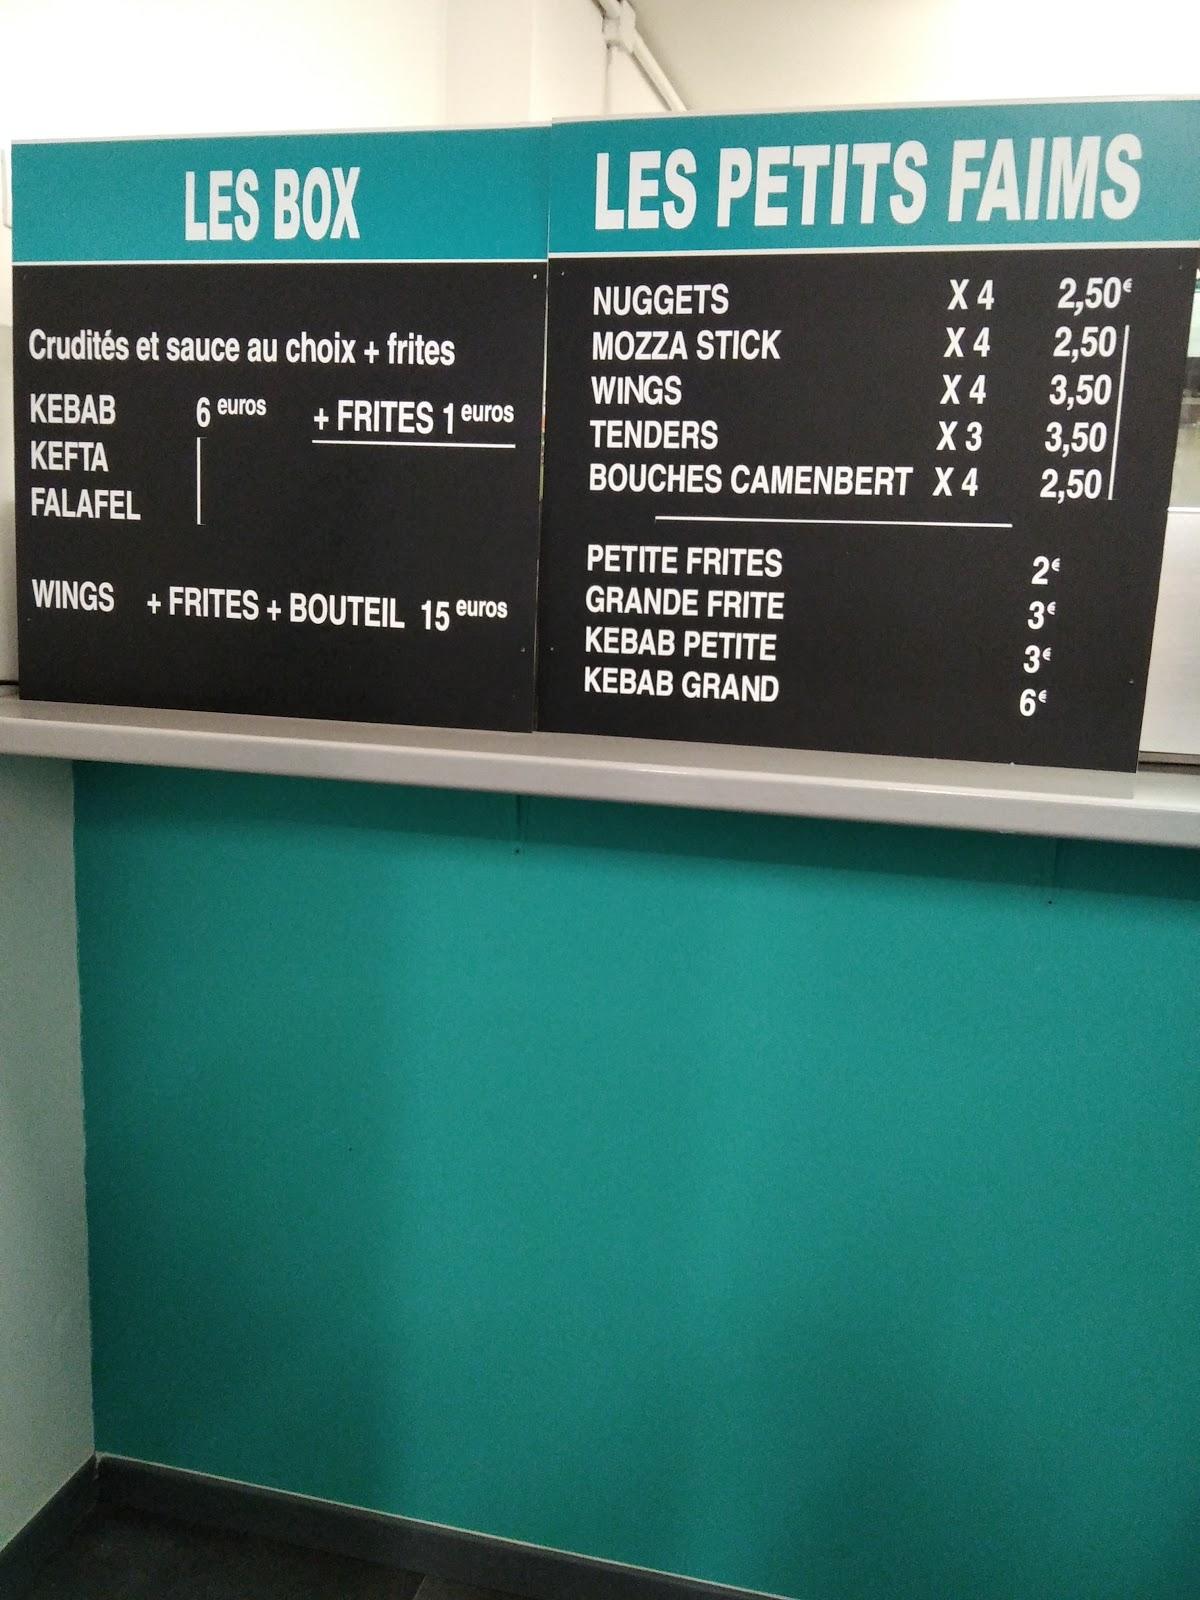 LES BOX
Crudités et sauce au choix + frites
KEBAB 6 euros + FRITES 1 euros
KEFTA
FALAFEL
WINGS + FRITES + BOUTEIL 15 euros
LES PETITS FAIMS
NUGGETS X 4 2,50€
MOZZA STICK X 4 2,50
WINGS X 4 3,50
TENDERS X 3 3,50
BOUCHES CAMENBERT X 4 2,50
PETITE FRITES 2€
GRANDE FRITE 3€
KEBAB PETITE 3€
KEBAB GRAND 6€